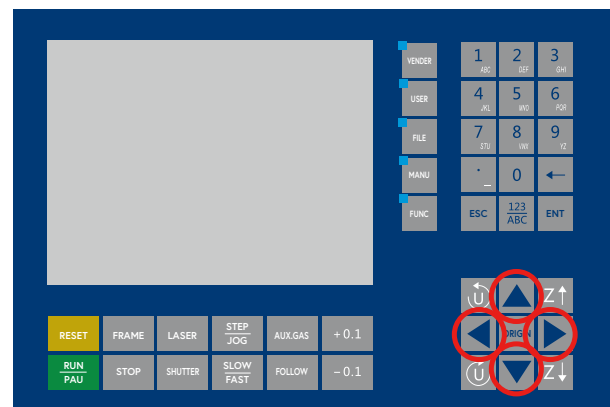 VENDER
USER
FILE
MANU
FUNC
1 ABC
2 DEF
3 GHI
4 JKL
5 MNO
6 PQR
7 STU
8 VWX
9 YZ
. _
0
←
ESC
123
ABC
ENT
U
Z↑
ORIGIN
U
Z↓
RESET
FRAME
LASER
STEP
JOG
AUX.GAS
+0.1
RUN
PAU
STOP
SHUTTER
SLOW
FAST
FOLLOW
-0.1